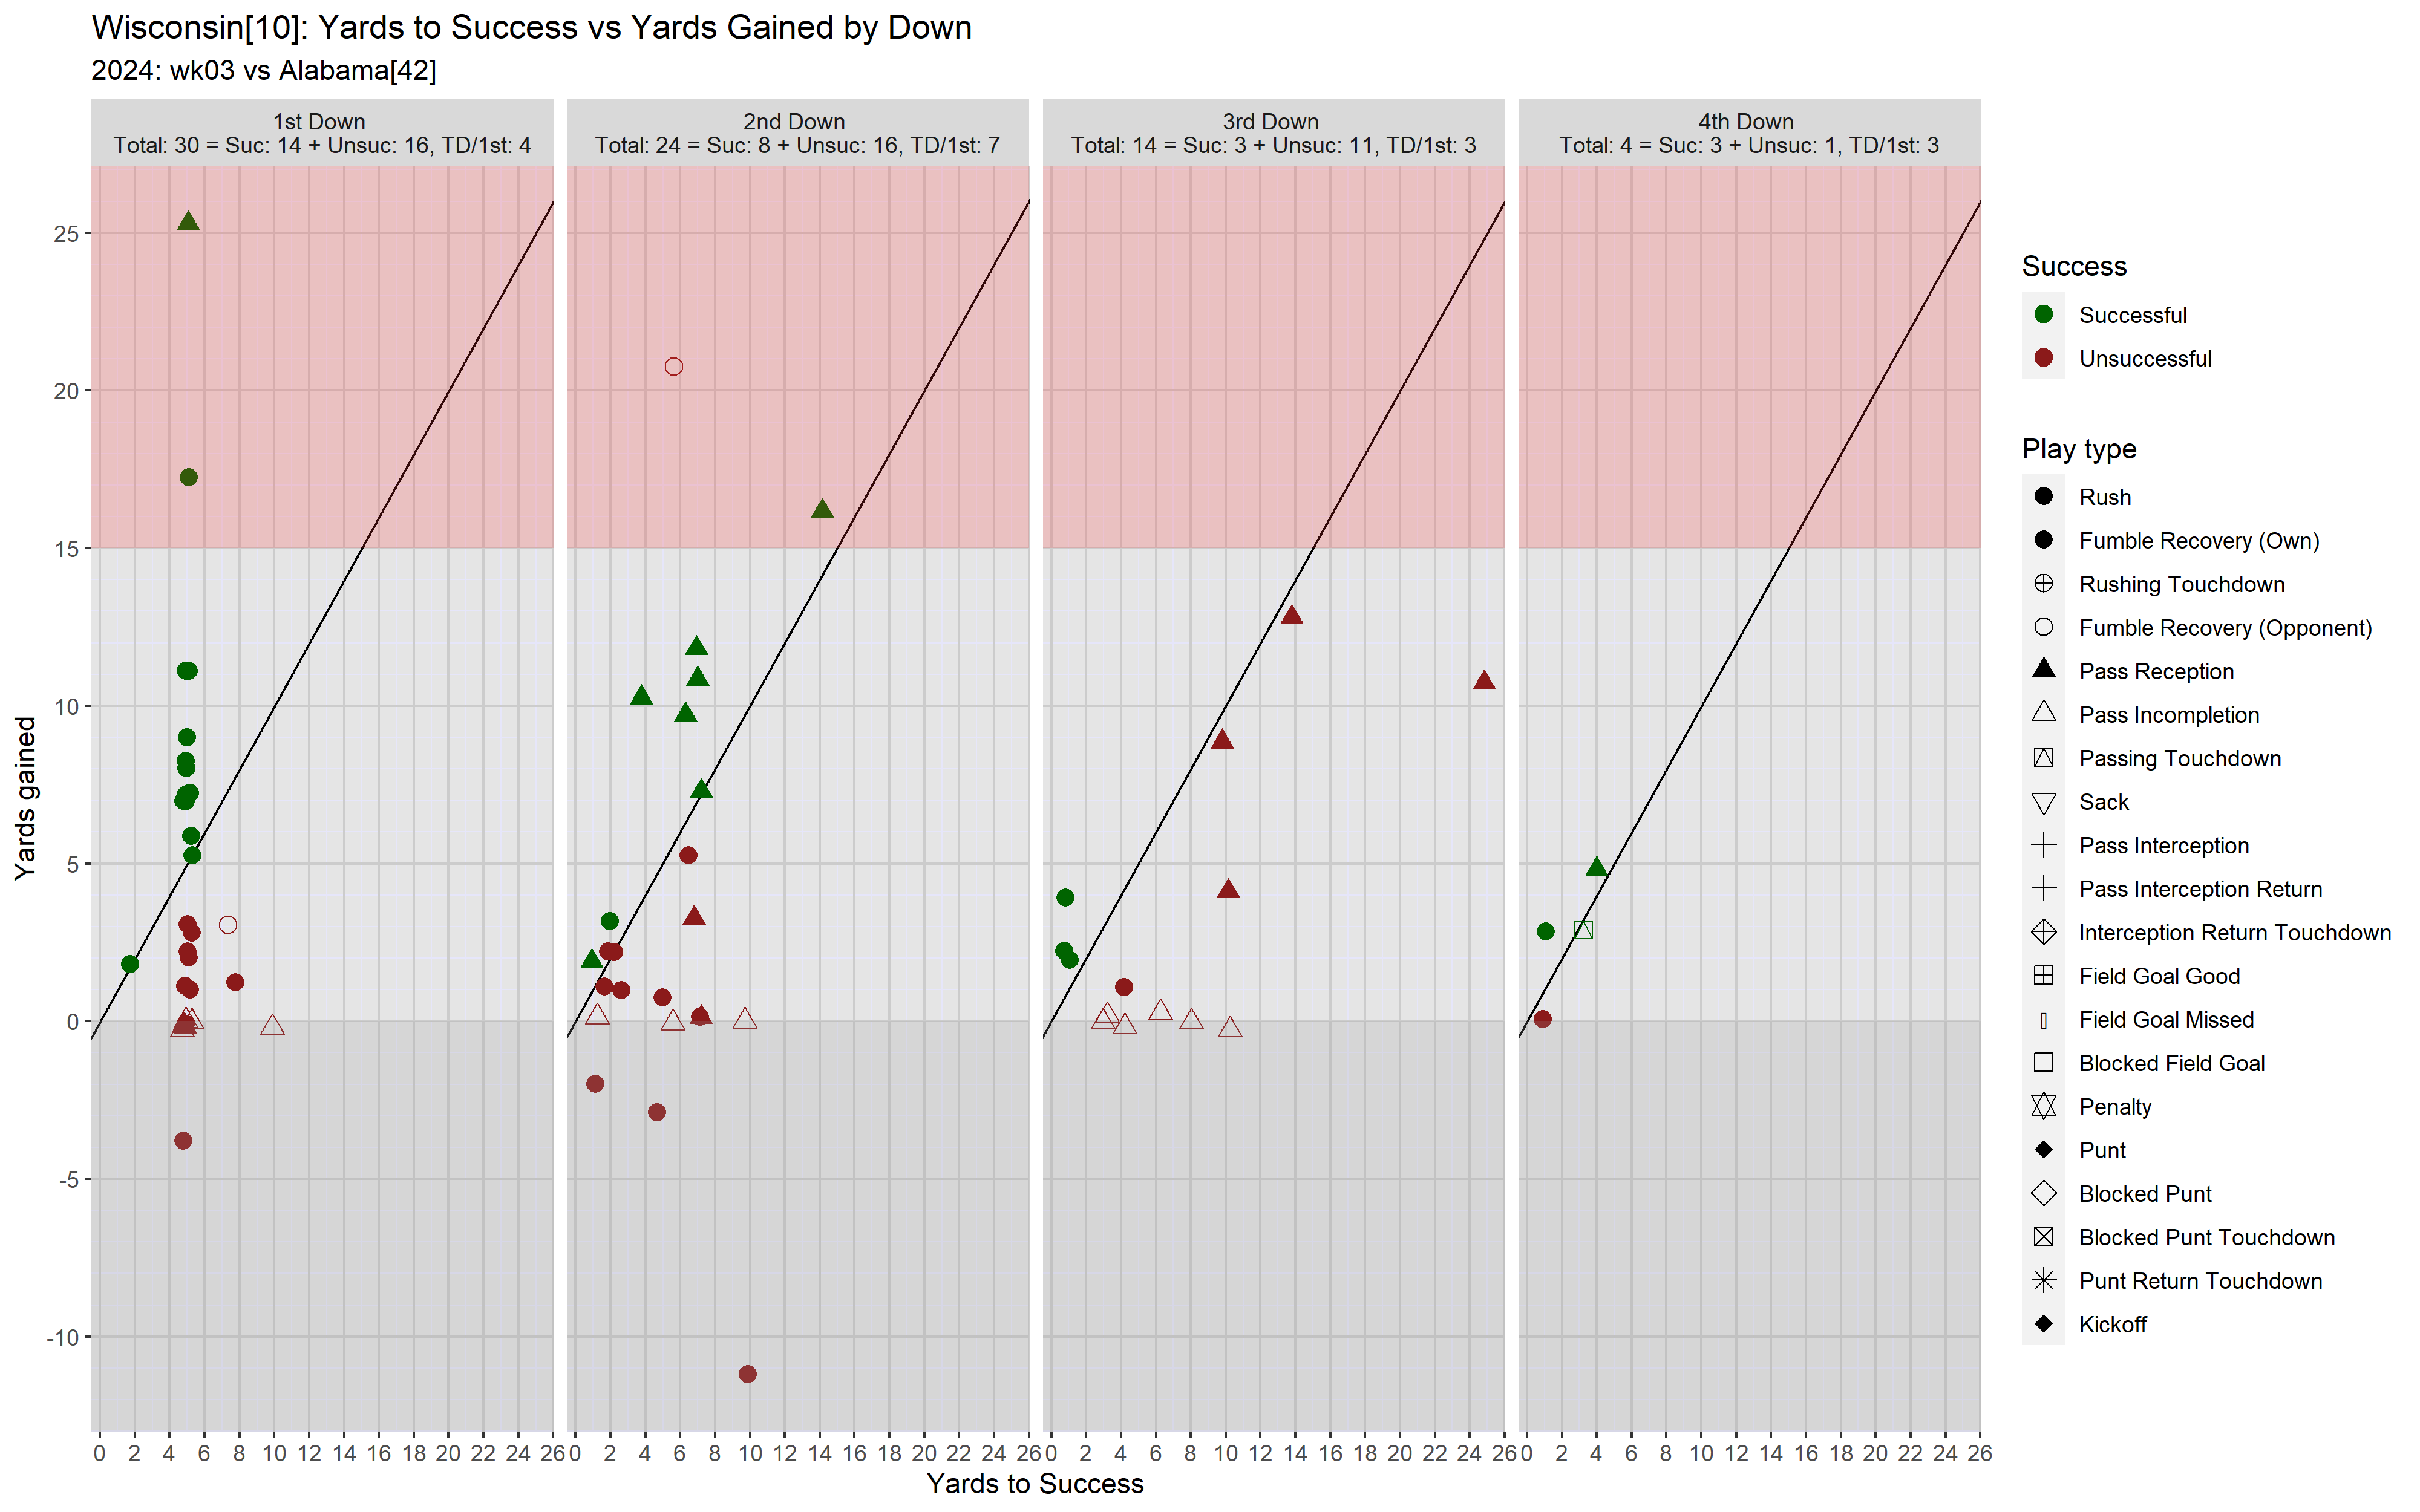 Wisconsin[10]: Yards to Success vs Yards Gained by Down
2024: wk03 vs Alabama[42]
1st Down
Total: 30 = Suc: 14 + Unsuc: 16, TD/1st: 4
2nd Down
Total: 24 = Suc: 8 + Unsuc: 16, TD/1st: 7
3rd Down
Total: 14 = Suc: 3 + Unsuc: 11, TD/1st: 3
4th Down
Total: 4 = Suc: 3 + Unsuc: 1, TD/1st: 3
Yards gained
25
20
15
10
5
0
-5
-10
0 2 4 6 8 10 12 14 16 18 20 22 24 26
0 2 4 6 8 10 12 14 16 18 20 22 24 26
0 2 4 6 8 10 12 14 16 18 20 22 24 26
0 2 4 6 8 10 12 14 16 18 20 22 24 26
Yards to Success
Success
Successful
Unsuccessful
Play type
Rush
Fumble Recovery (Own)
Rushing Touchdown
Fumble Recovery (Opponent)
Pass Reception
Pass Incompletion
Passing Touchdown
Sack
Pass Interception
Pass Interception Return
Interception Return Touchdown
Field Goal Good
Field Goal Missed
Blocked Field Goal
Penalty
Punt
Blocked Punt
Blocked Punt Touchdown
Punt Return Touchdown
Kickoff